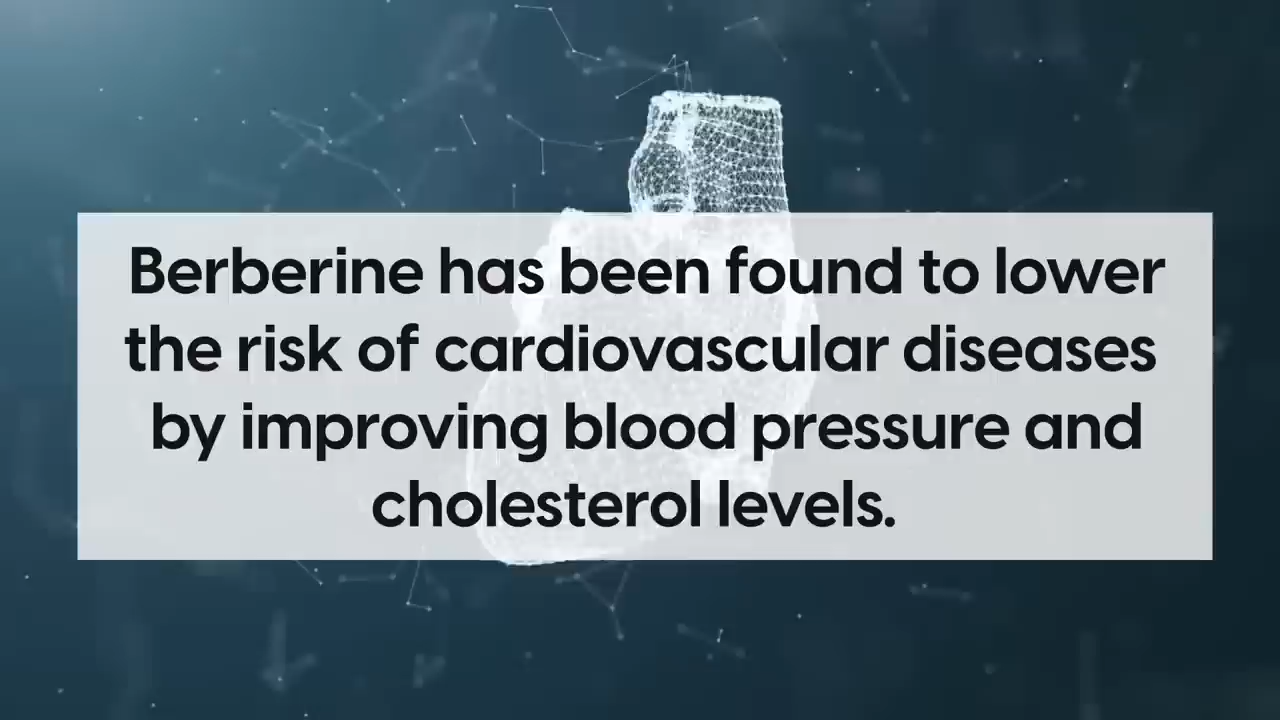 Berberine has been found to lower
the risk of cardiovascular diseases
by improving blood pressure and
cholesterol levels.